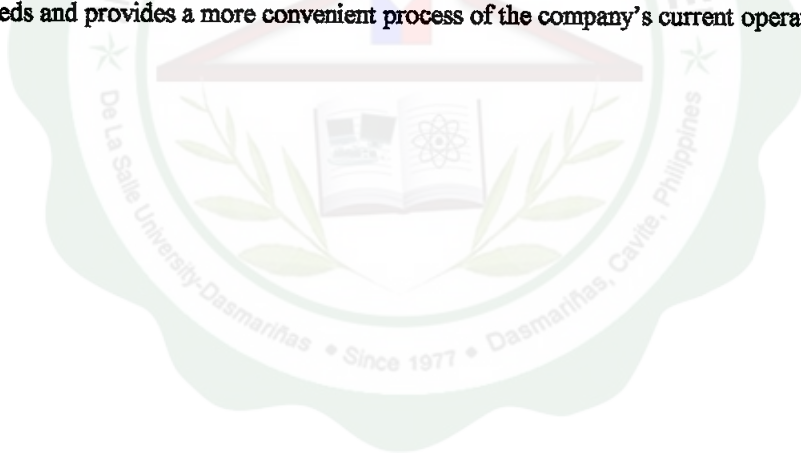 eds and provides a more convenient process of the company's current opera
De La Salle University-Dasmariñas • Since 1977 • Dasmariñas, Cavite, Philippines